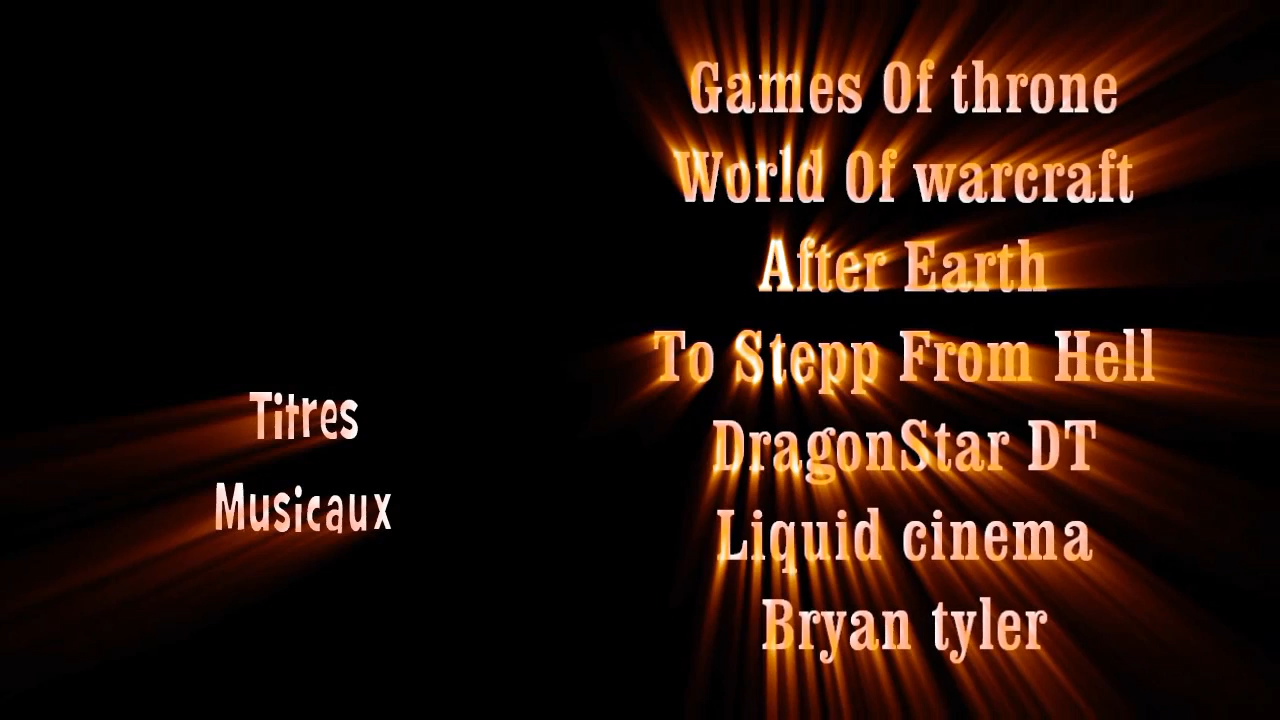 Titres
Musicaux
Games Of throne
World Of warcraft
After Earth
To Stepp From Hell
DragonStar DT
Liquid cinema
Bryan tyler